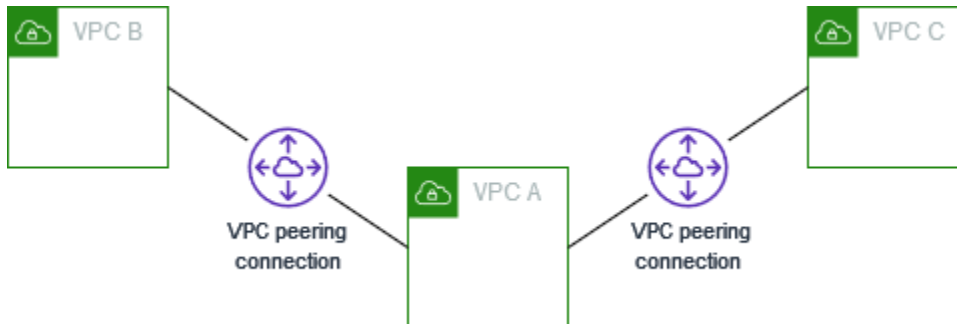 VPC B
VPC C
VPC A
VPC peering
connection
VPC peering
connection